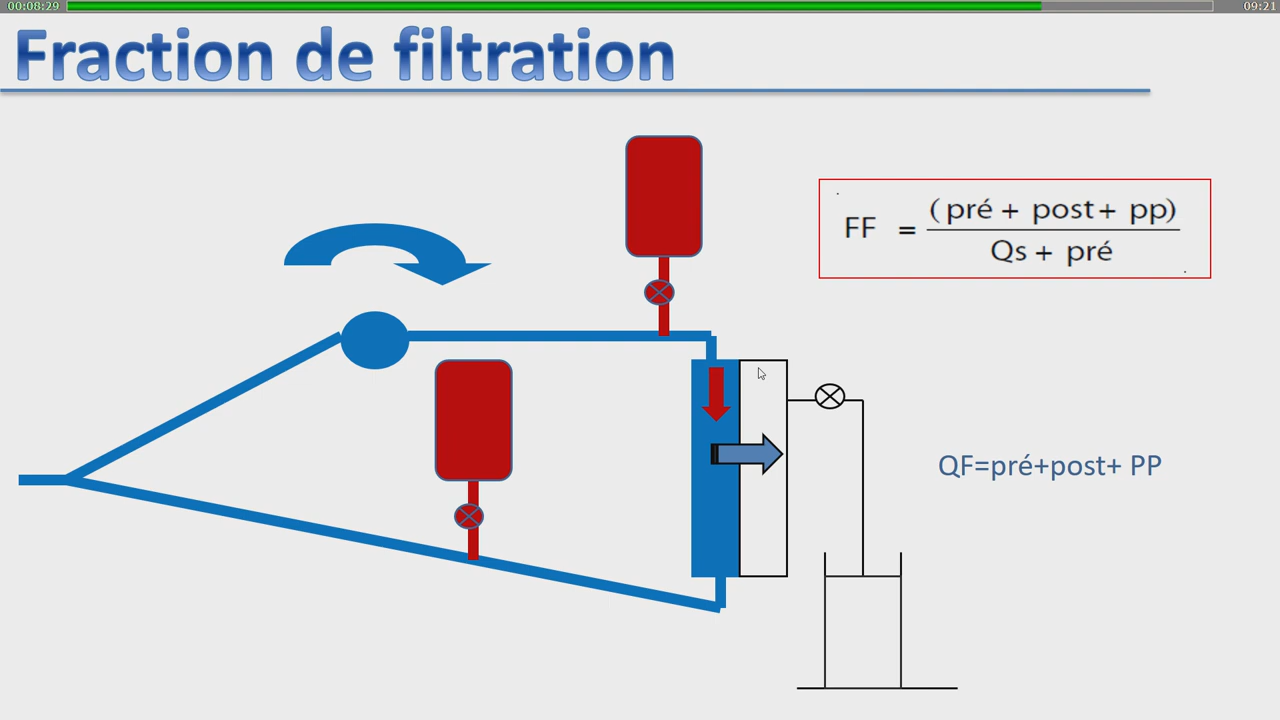 00:08:29
09:21
Fraction de filtration
FF = (pré + post + pp)
Qs + pré
QF=pré+post+ PP